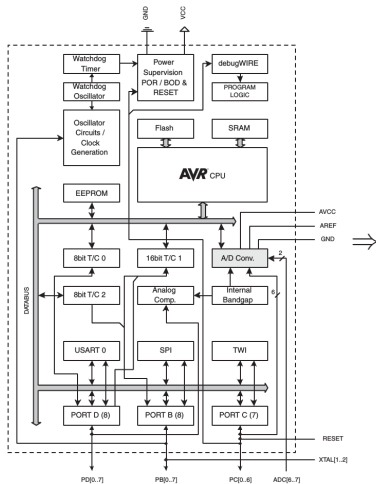 GND
VCC
Watchdog
Timer
Watchdog
Oscillator
Oscillator
Circuits /
Clock
Generation
Power
Supervision
POR / BOD &
RESET
debugWIRE
PROGRAM
LOGIC
Flash
SRAM
AVR CPU
EEPROM
AVCC
AREF
GND
2
8bit T/C 0
16bit T/C 1
A/D Conv.
8bit T/C 2
Analog
Comp.
Internal
Bandgap
6
DATABUS
USART 0
SPI
TWI
PORT D (8)
PORT B (8)
PORT C (7)
RESET
XTAL[1..2]
PD[0..7]
PB[0..7]
PC[0..6]
ADC[6..7]